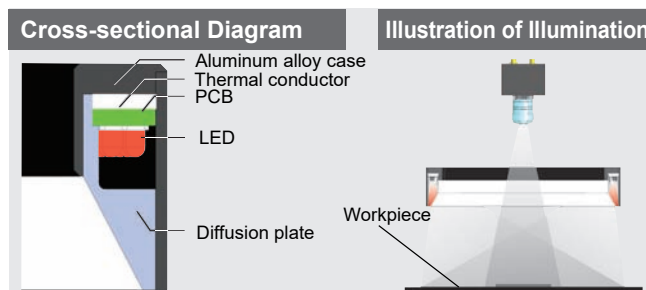 Cross-sectional Diagram
Illustration of Illumination
Aluminum alloy case
Thermal conductor
PCB
LED
Diffusion plate
Workpiece